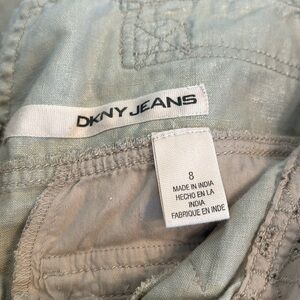 DKNY JEANS
8
MADE IN INDIA
HECHO EN LA
INDIA
FABRIQUE EN INDE